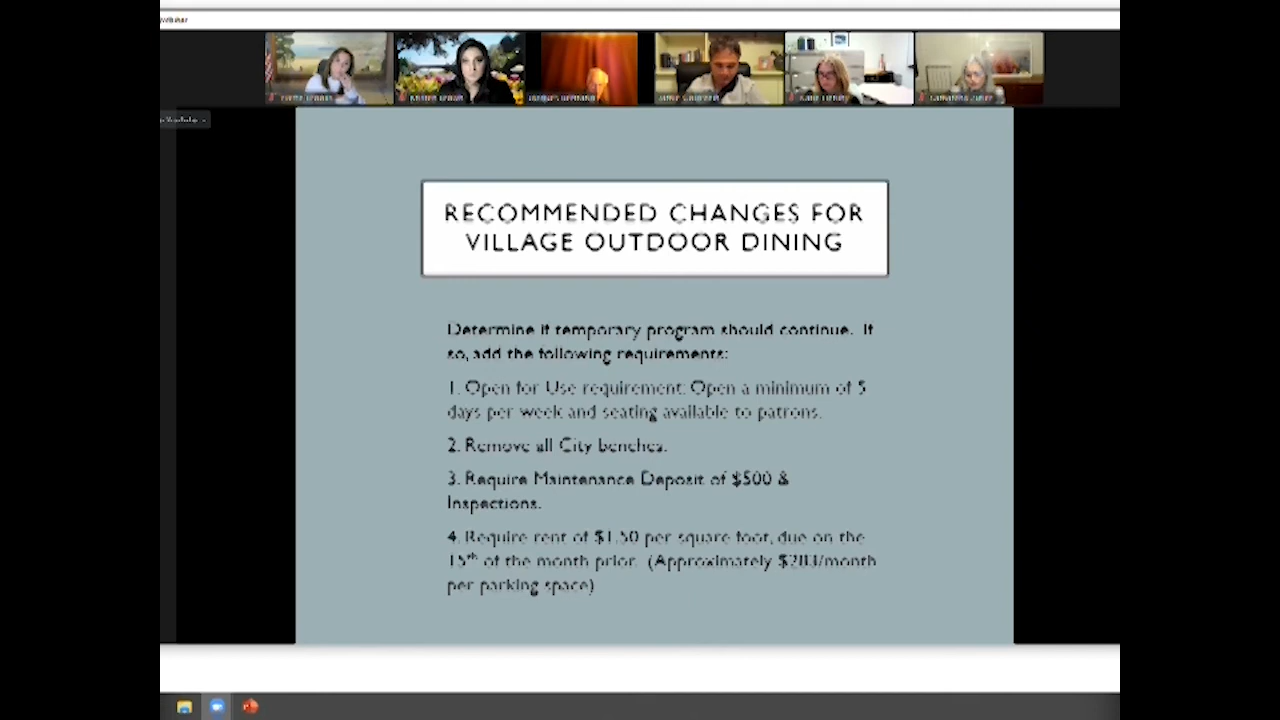 RECOMMENDED CHANGES FOR
VILLAGE OUTDOOR DINING
Determine if temporary program should continue. If
so, add the following requirements:
1. Open for Use requirement: Open a minimum of 5
days per week and seating available to patrons.
2. Remove all City benches.
3. Require Maintenance Deposit of $500 &
Inspections.
4. Require rent of $1.50 per square foot, due on the
15th of the month prior. (Approximately /month
per parking space)